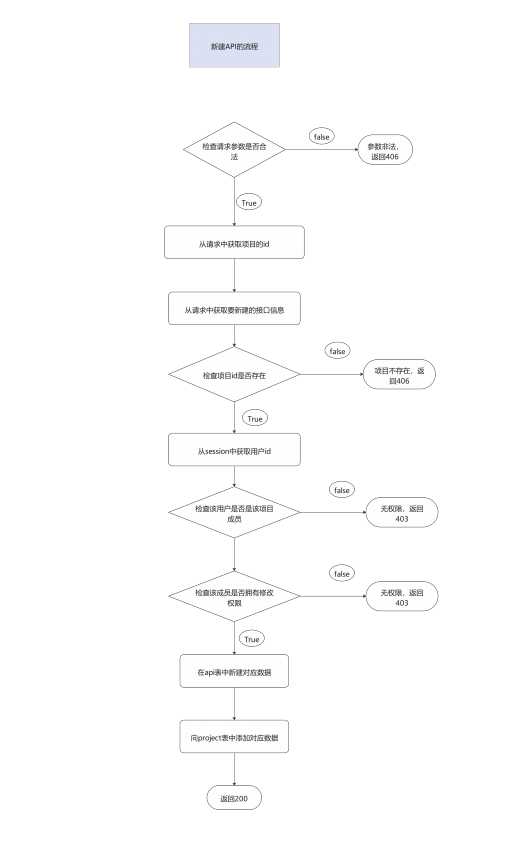 新建API的流程
检查请求参数是否合
法
false
参数非法，
返回406
True
从请求中获取项目的id
从请求中获取要新建的接口信息
false
检查项目id是否存在
项目不存在，返
回406
True
从session中获取用户id
false
检查该用户是否是该项目
成员
无权限，返回
403
false
检查该成员是否拥有修改
权限
无权限，返回
403
True
在api表中新建对应数据
向project表中添加对应数据
返回200